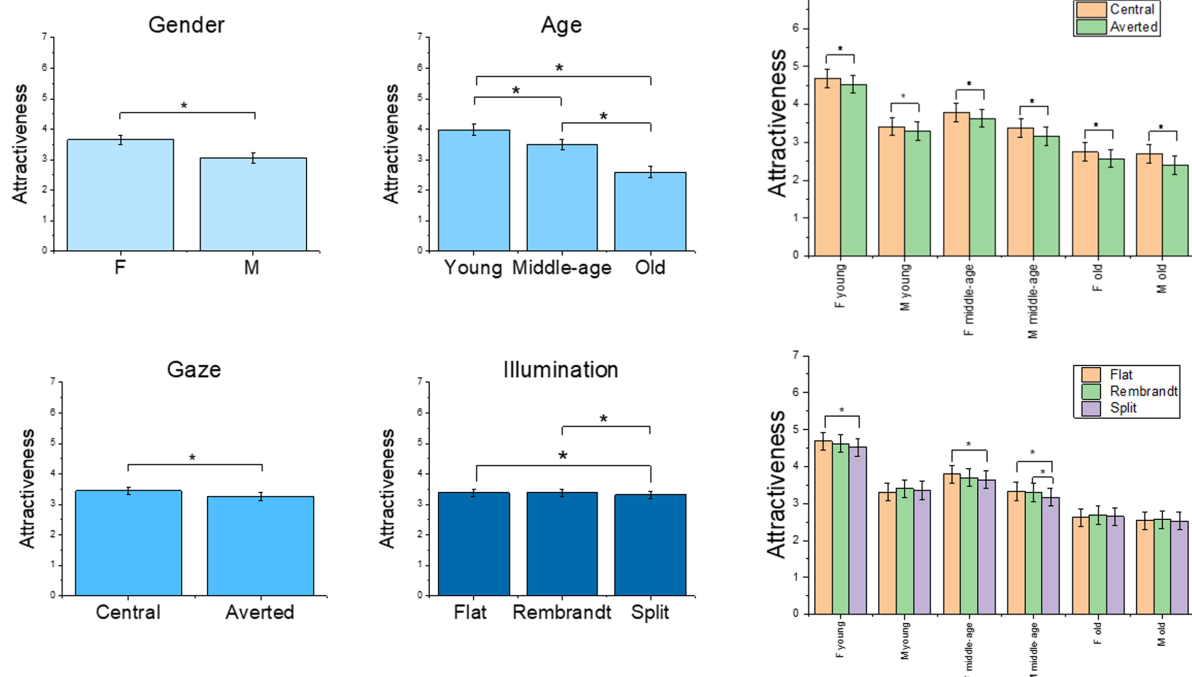 Gender
Attractiveness
7
6
5
4
3
2
1
0
*
F
M
Age
Attractiveness
7
6
5
4
3
2
1
0
*
*
*
Young
Middle-age
Old
Central
Averted
Attractiveness
6
5
4
3
2
1
0
*
*
*
*
*
*
F young
M young
F middle-age
M middle-age
F old
M old
Gaze
Attractiveness
7
6
5
4
3
2
1
0
*
Central
Averted
Illumination
Attractiveness
7
6
5
4
3
2
1
0
*
*
Flat
Rembrandt
Split
Flat
Rembrandt
Split
Attractiveness
7
6
5
4
3
2
1
0
*
*
*
*
F young
M young
middle-age
M middle-age
F old
M old